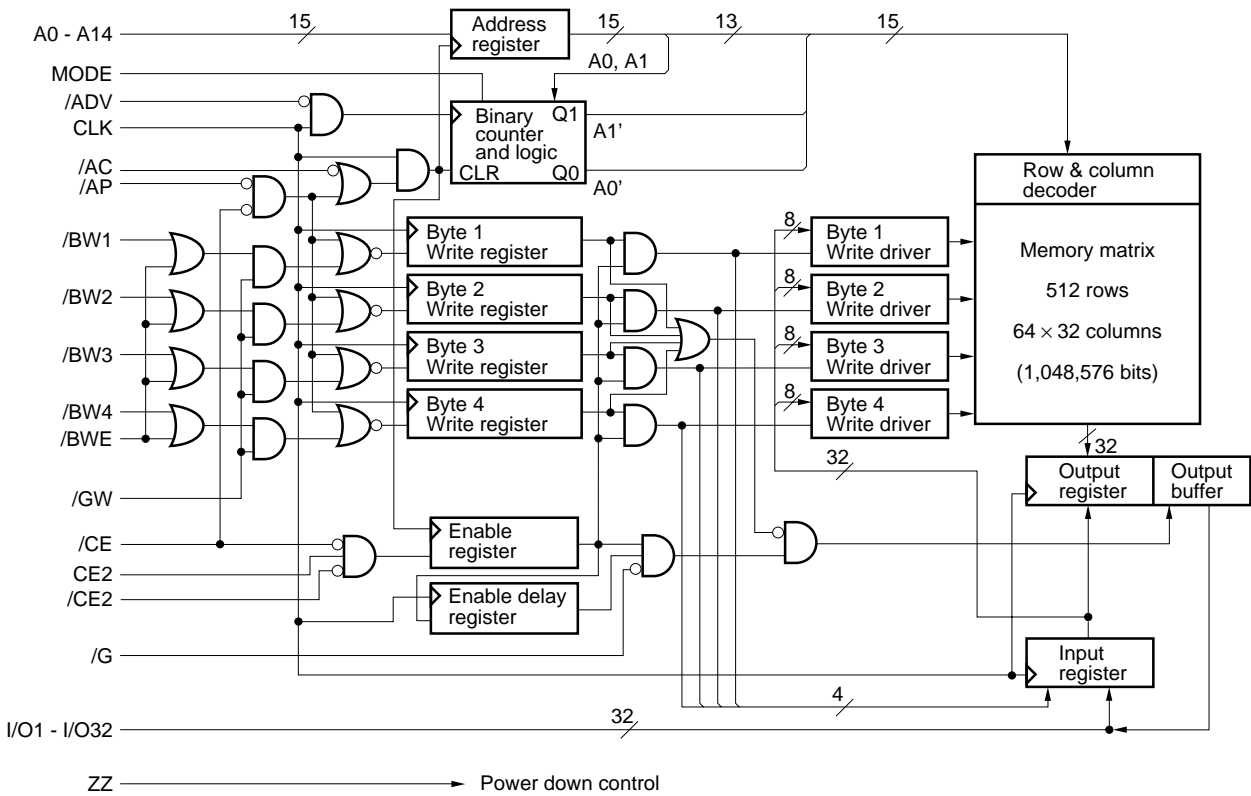 A0 - A14
15
Address
register
15
13
15
MODE
A0, A1
/ADV
CLK
Binary
counter
and logic
CLR
Q1
Q0
A1’
A0’
/AC
/AP
Row & column
decoder
Memory matrix
512 rows
64 × 32 columns
(1,048,576 bits)
/BW1
Byte 1
Write register
8
Byte 1
Write driver
/BW2
Byte 2
Write register
8
Byte 2
Write driver
/BW3
Byte 3
Write register
8
Byte 3
Write driver
/BW4
/BWE
Byte 4
Write register
8
Byte 4
Write driver
32
32
Output
register
Output
buffer
/GW
/CE
CE2
/CE2
Enable
register
Enable delay
register
/G
Input
register
4
I/O1 - I/O32
32
ZZ
Power down control